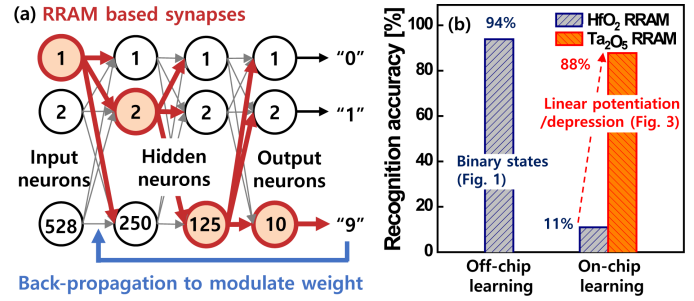 (a) RRAM based synapses
1 1 1 1 “0”
2 2 2 2 “1”
Input neurons
Hidden neurons
Output neurons
528 250 125 10 “9”
Back-propagation to modulate weight
(b)
Recognition accuracy [%]
100
80
60
40
20
0
HfO₂ RRAM
Ta₂O₅ RRAM
94%
88%
Linear potentiation
/depression (Fig. 3)
Binary states
(Fig. 1)
11%
Off-chip
learning
On-chip
learning